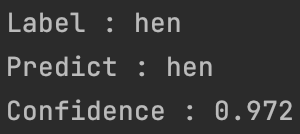 Label : hen
Predict : hen
Confidence : 0.972